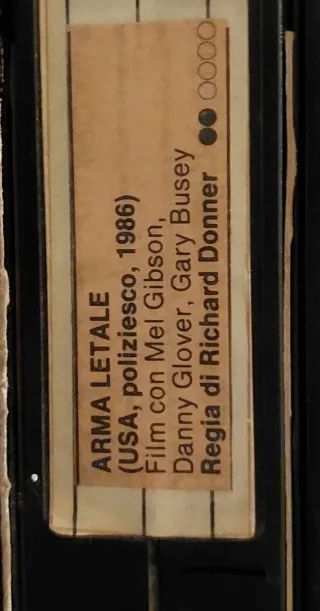 ARMA LETALE
(USA, poliziesco, 1986)
Film con Mel Gibson,
Danny Glover, Gary Busey
Regia di Richard Donner ●●○○○○